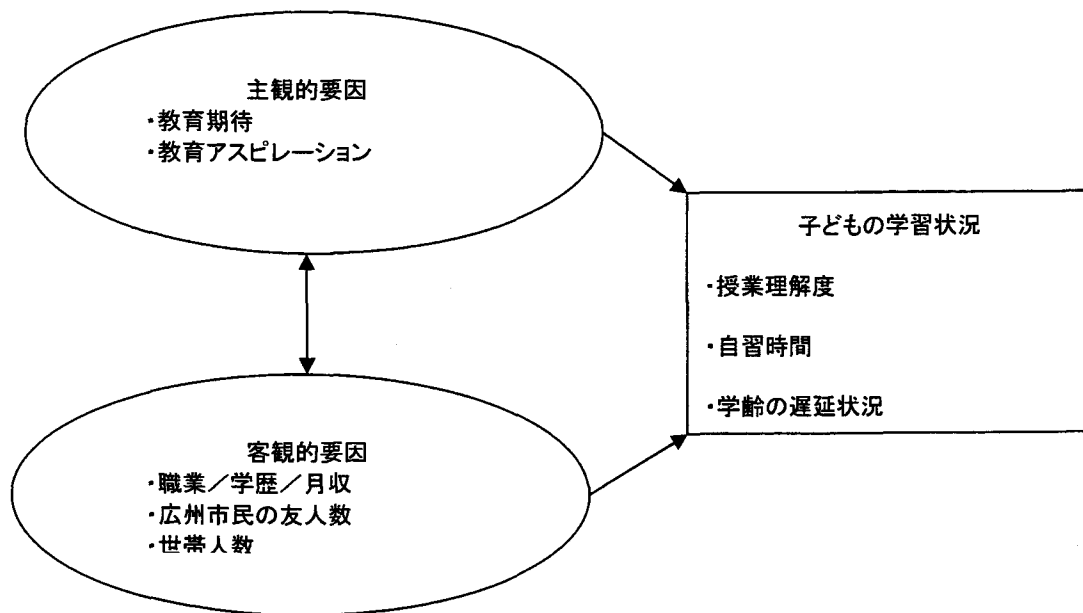 主観的要因
・教育期待
・教育アスピレーション
子どもの学習状況
・授業理解度
・自習時間
・学齢の遅延状況
客観的要因
・職業／学歴／月収
・広州市民の友人数
・世帯人数